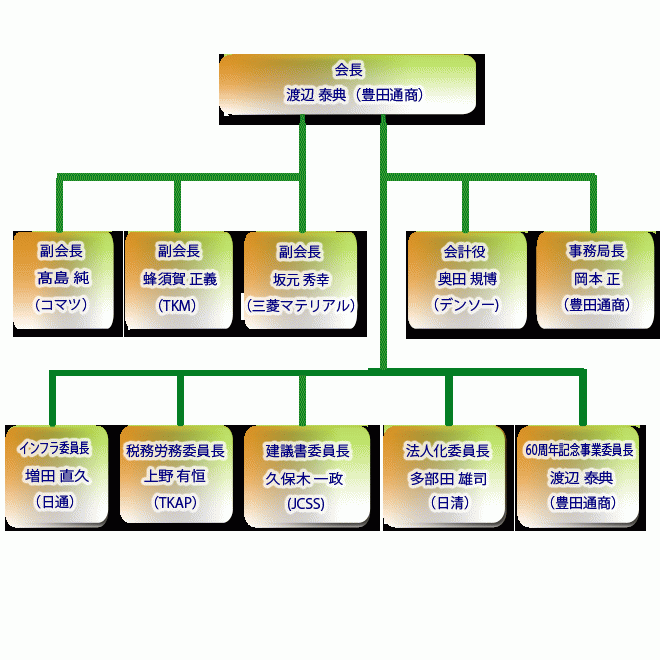 会長
渡辺 泰典（豊田通商）
副会長
髙島 純
（コマツ）
副会長
蜂須賀 正義
（TKM）
副会長
坂元 秀幸
（三菱マテリアル）
会計役
奥田 規博
（デンソー）
事務局長
岡本 正
（豊田通商）
インフラ委員長
増田 直久
（日通）
税務労務委員長
上野 有恒
（TKAP）
建議書委員長
久保木 一政
（JCSS）
法人化委員長
多部田 雄司
（日清）
60周年記念事業委員長
渡辺 泰典
（豊田通商）